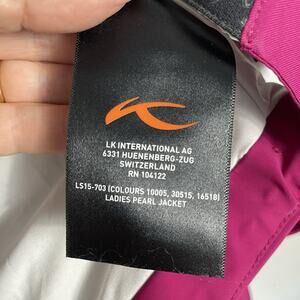 LK INTERNATIONAL AG
6331 HUENENBERG-ZUG
SWITZERLAND
RN 104122
LS15-703 (COLOURS 10005, 30515, 16518)
LADIES PEARL JACKET